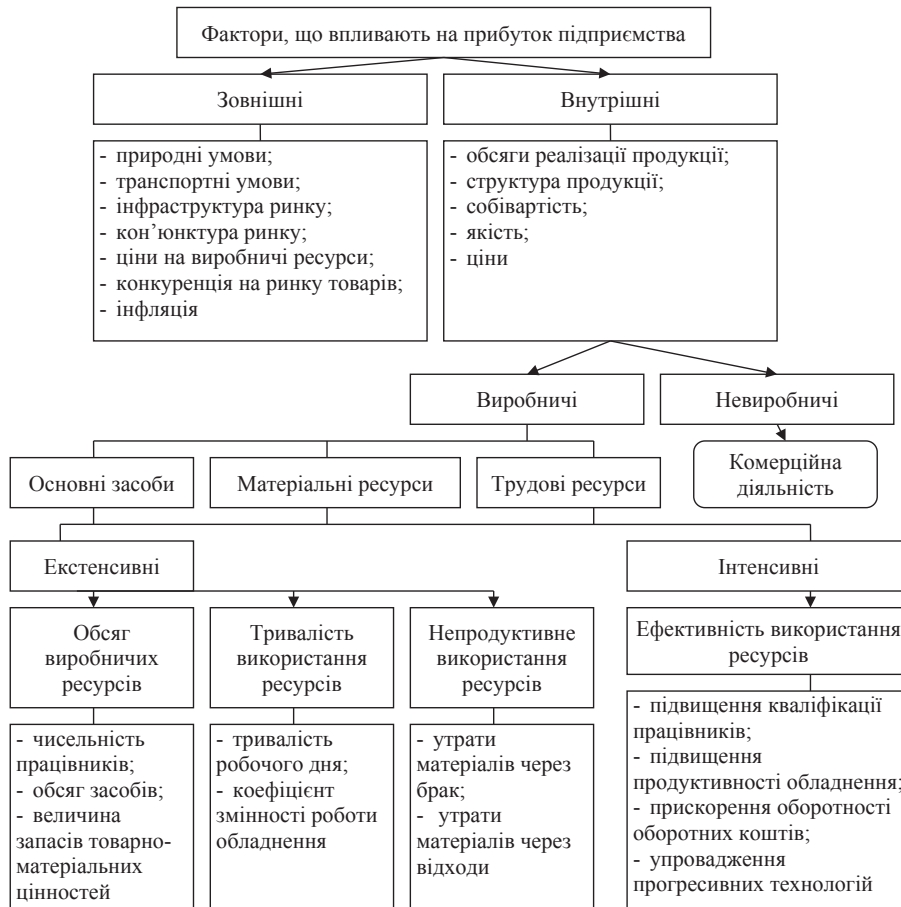 Фактори, що впливають на прибуток підприємства
Зовнішні
Внутрішні
- природні умови;
- транспортні умови;
- інфраструктура ринку;
- кон’юнктура ринку;
- ціни на виробничі ресурси;
- конкуренція на ринку товарів;
- інфляція
- обсяги реалізації продукції;
- структура продукції;
- собівартість;
- якість;
- ціни
Виробничі
Невиробничі
Основні засоби
Матеріальні ресурси
Трудові ресурси
Комерційна
діяльність
Екстенсивні
Інтенсивні
Обсяг
виробничих
ресурсів
Тривалість
використання
ресурсів
Непродуктивне
використання
ресурсів
Ефективність використання
ресурсів
- чисельність
працівників;
- обсяг засобів;
- величина
запасів товарно-
матеріальних
цінностей
- тривалість
робочого дня;
- коефіцієнт
змінності роботи
обладнення
- утрати
матеріалів через
брак;
- утрати
матеріалів через
відходи
- підвищення кваліфікації
працівників;
- підвищення
продуктивності обладнення;
- прискорення оборотності
оборотних коштів;
- упровадження
прогресивних технологій